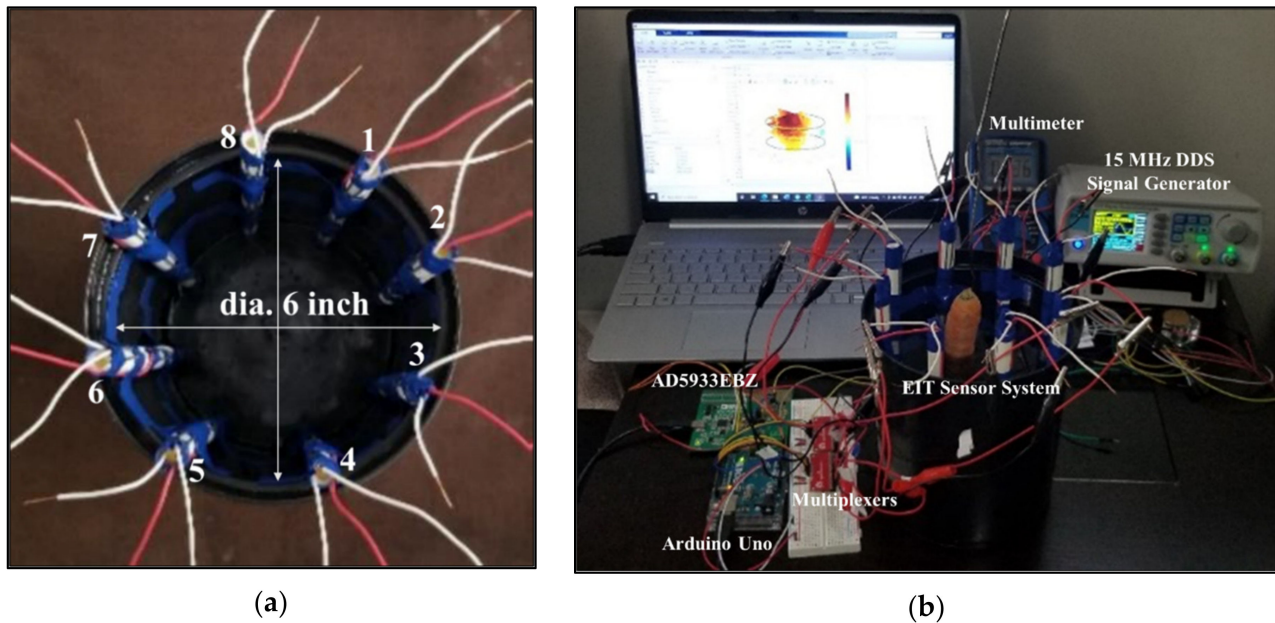 8
1
2
7
dia. 6 inch
3
6
5
4
Multimeter
15 MHz DDS
Signal Generator
hp
AD5933EBZ
EIT Sensor System
Multiplexers
Arduino Uno
(a)
(b)